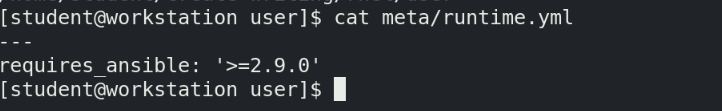 [student@workstation user]$ cat meta/runtime.yml
---
requires_ansible: '>=2.9.0'
[student@workstation user]$